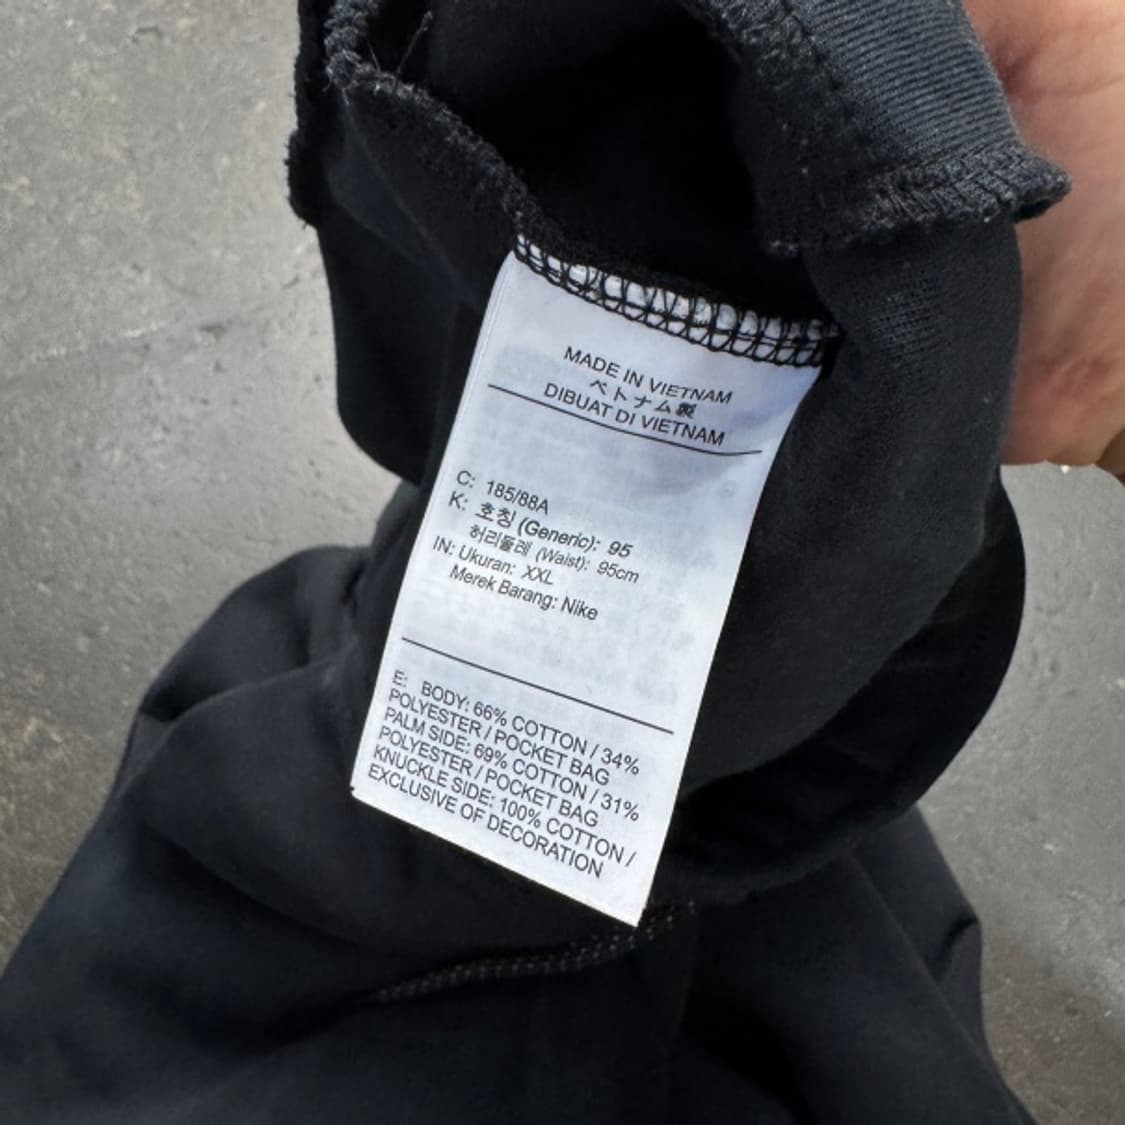 MADE IN VIETNAM
ベトナム製
DIBUAT DI VIETNAM
C: 185/88A
K: 호칭 (Generic): 95
허리둘레 (Waist): 95cm
IN: Ukuran: XXL
Merek Barang: Nike
E: BODY: 66% COTTON / 34%
POLYESTER / POCKET BAG
PALM SIDE: 69% COTTON / 31%
POLYESTER / POCKET BAG
KNUCKLE SIDE: 100% COTTON /
EXCLUSIVE OF DECORATION